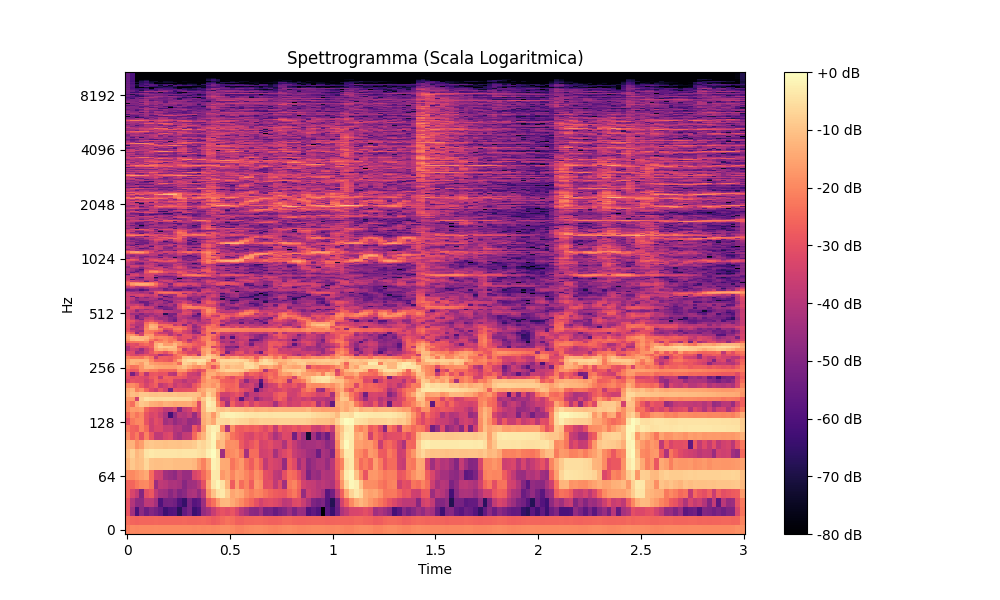 Spettrogramma (Scala Logaritmica)
8192
4096
2048
1024
512
256
128
64
0
Hz
0
0.5
1
1.5
2
2.5
3
Time
+0 dB
-10 dB
-20 dB
-30 dB
-40 dB
-50 dB
-60 dB
-70 dB
-80 dB